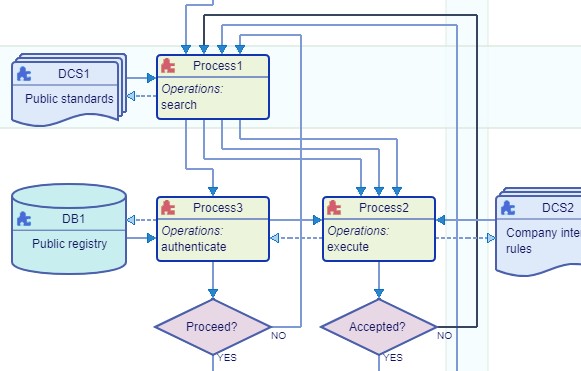 DCS1
Public standards
Process1
Operations:
search
DB1
Public registry
Process3
Operations:
authenticate
Process2
Operations:
execute
DCS2
Company inte
rules
Proceed?
NO
YES
Accepted?
NO
YES